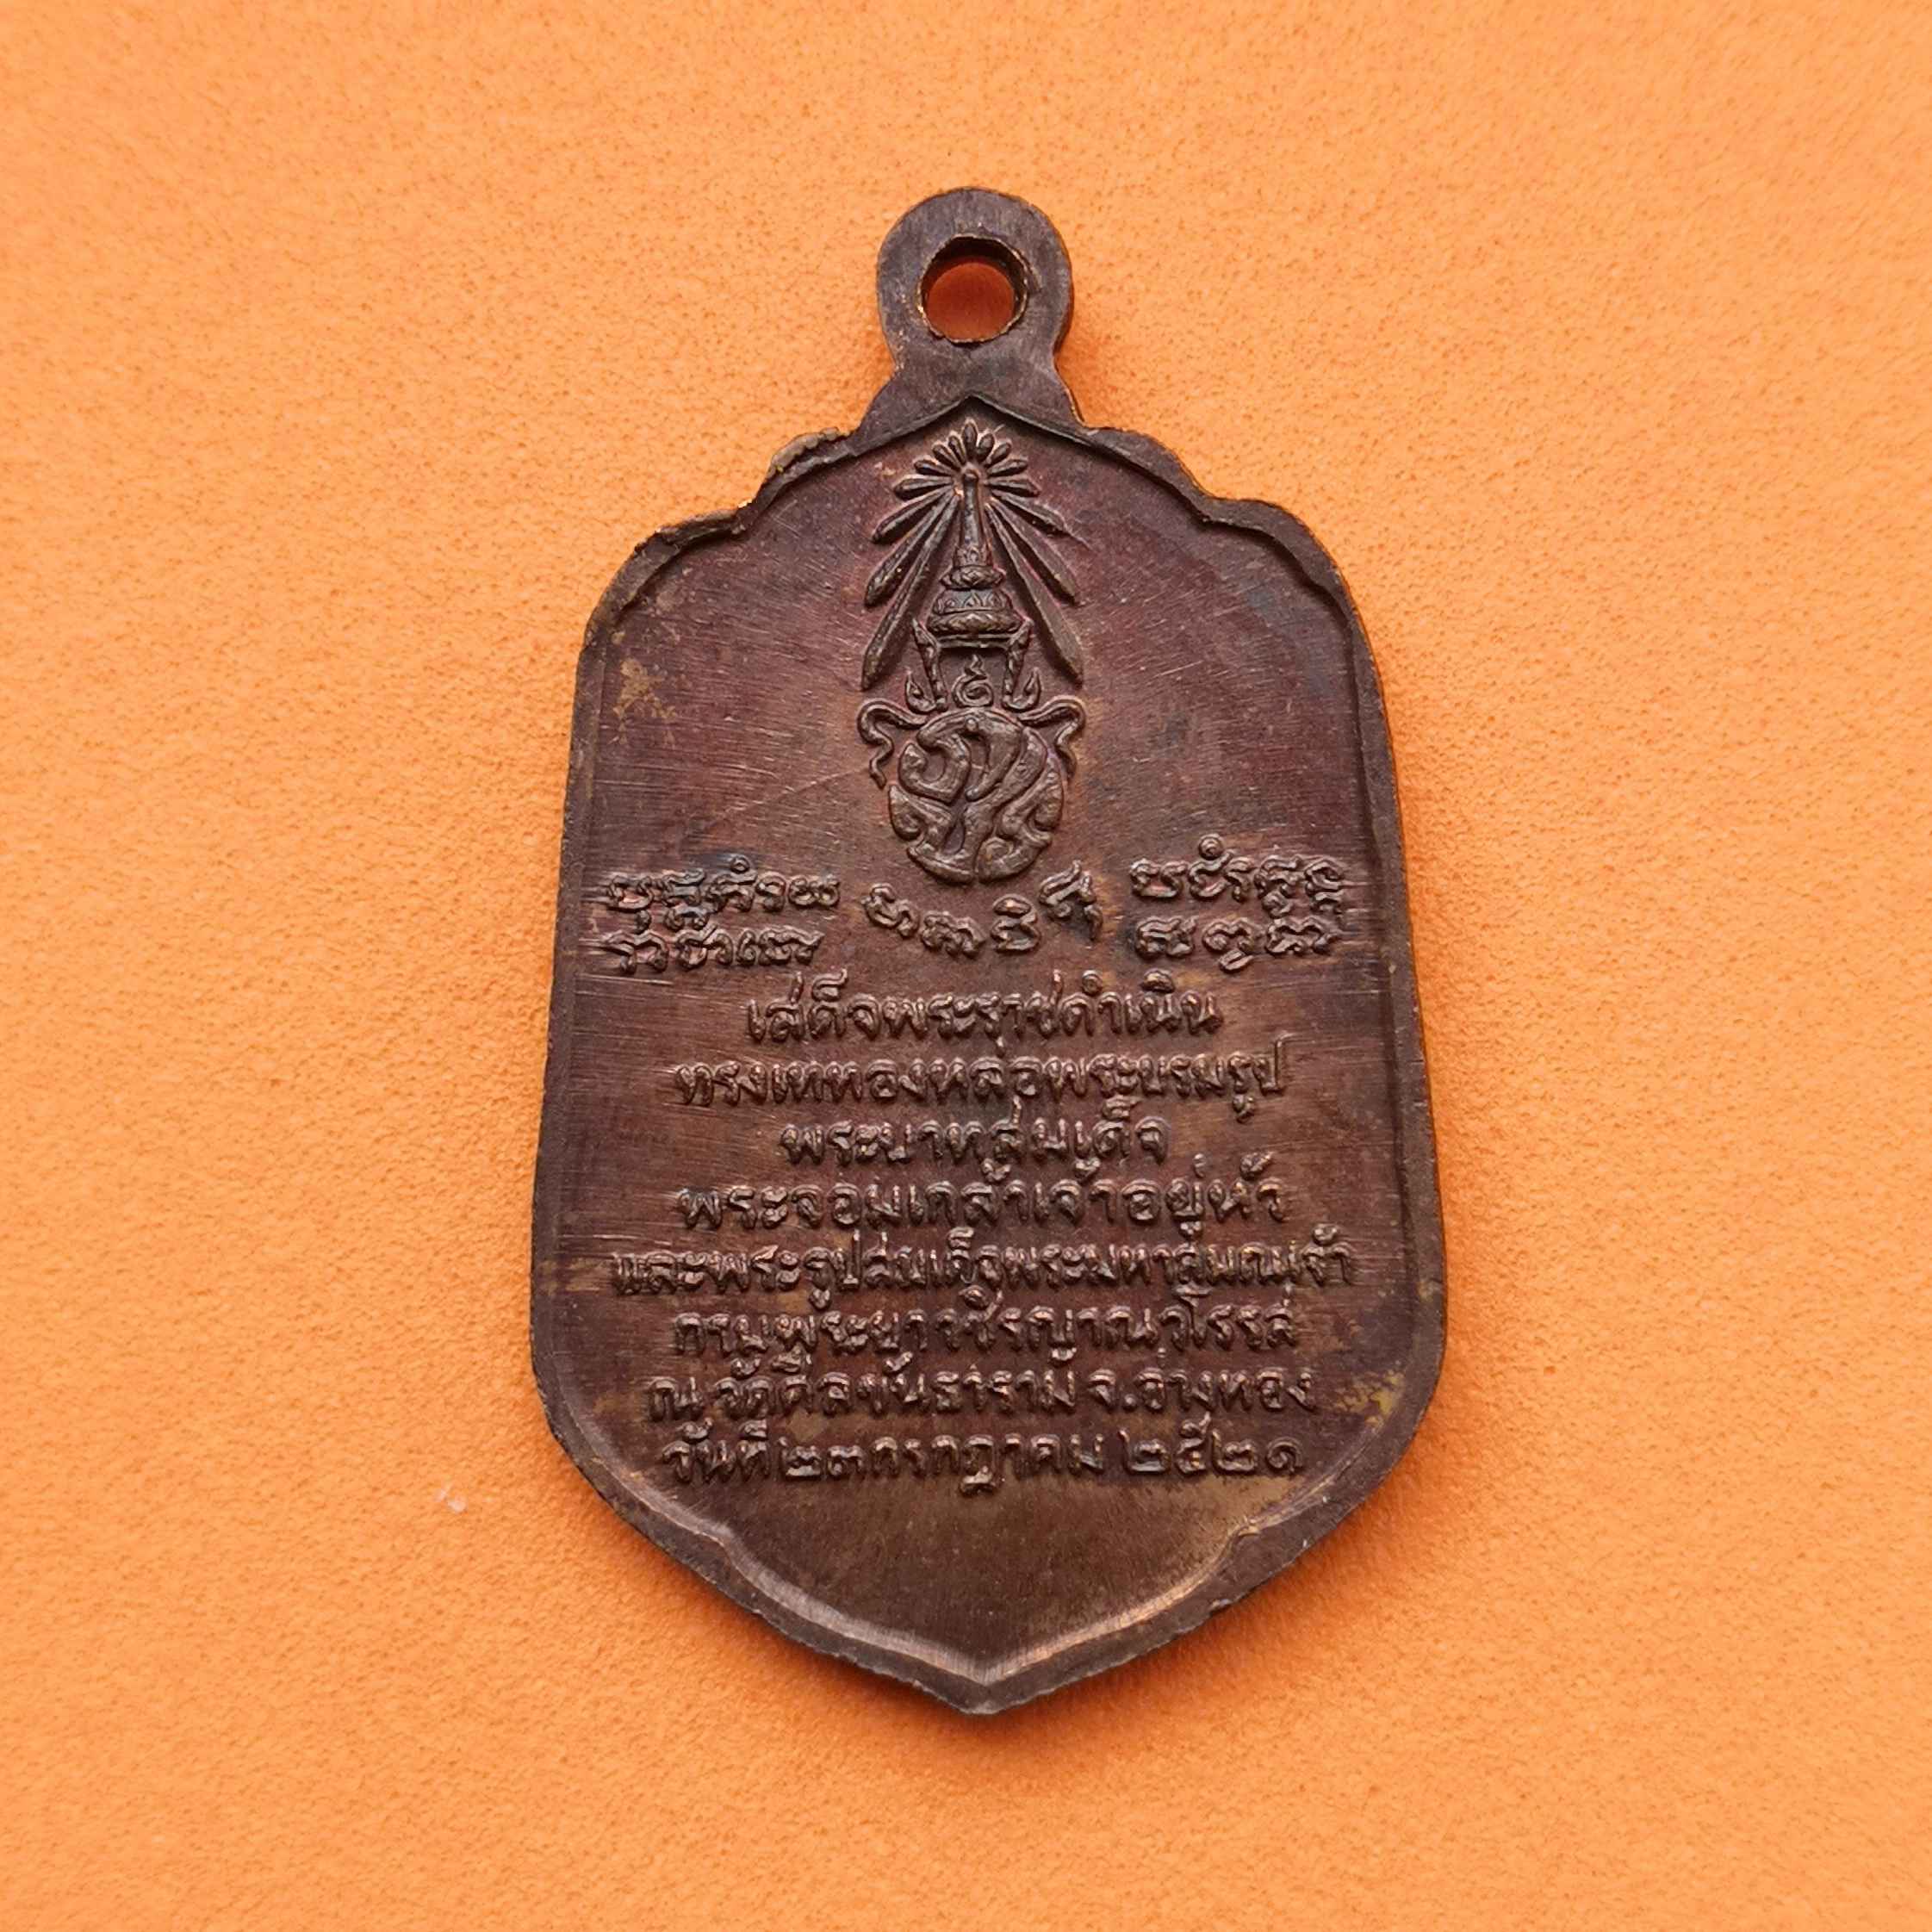 เสด็จพระราชดำเนิน
ทรงเททองหล่อพระบรมรูป
พระบาทสมเด็จ
พระจอมเกล้าเจ้าอยู่หัว
และพระรูปสมเด็จพระมหาสมณเจ้า
กรมพระยาวชิรญาณวโรรส
ณ วัดศีลขันธาราม จ.อ่างทอง
วันที่ ๒๓ กรกฎาคม ๒๕๒๑